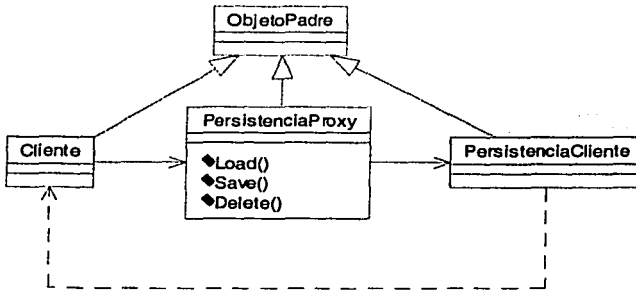 ObjetoPadre
PersistenciaProxy
Cliente
PersistenciaCliente
Load()
Save()
Delete()